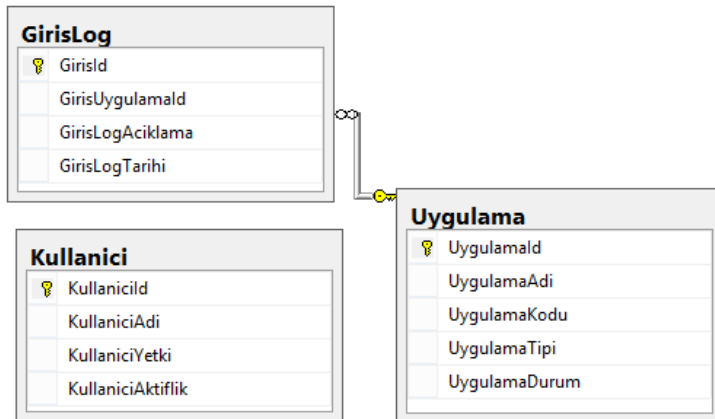 GirisLog
GirisId
GirisUygulamaId
GirisLogAciklama
GirisLogTarihi
Kullanici
KullaniciId
KullaniciAdi
KullaniciYetki
KullaniciAktiflik
Uygulama
UygulamaId
UygulamaAdi
UygulamaKodu
UygulamaTipi
UygulamaDurum